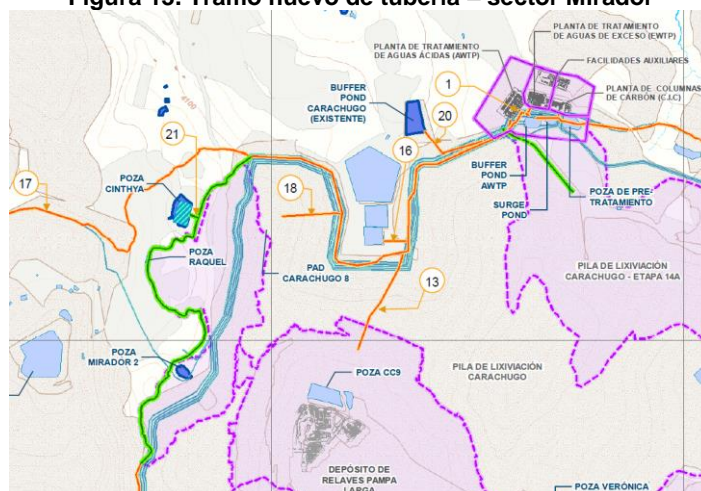 Figura 13. Tramo nuevo de tubería – sector Mirador
PLANTA DE TRATAMIENTO
DE AGUAS DE EXCESO (EWTP)
PLANTA DE TRATAMIENTO
DE AGUAS ÁCIDAS (AWTP)
FACILIDADES AUXILIARES
PLANTA DE COLUMNAS
DE CARBÓN (C.I.C)
BUFFER
POND
CARACHUGO
(EXISTENTE)
1
20
4100
21
16
17
POZA
CINTHYA
18
BUFFER
POND
AWTP
SURGE
POND
POZA DE PRE-
TRATAMIENTO
POZA
RAQUEL
PAD
CARACHUGO 8
13
PILA DE LIXIVIACIÓN
CARACHUGO - ETAPA 14A
POZA
MIRADOR 2
POZA CC9
PILA DE LIXIVIACIÓN
CARACHUGO
DEPÓSITO DE
RELAVES PAMPA
LARGA
POZA VERÓNICA